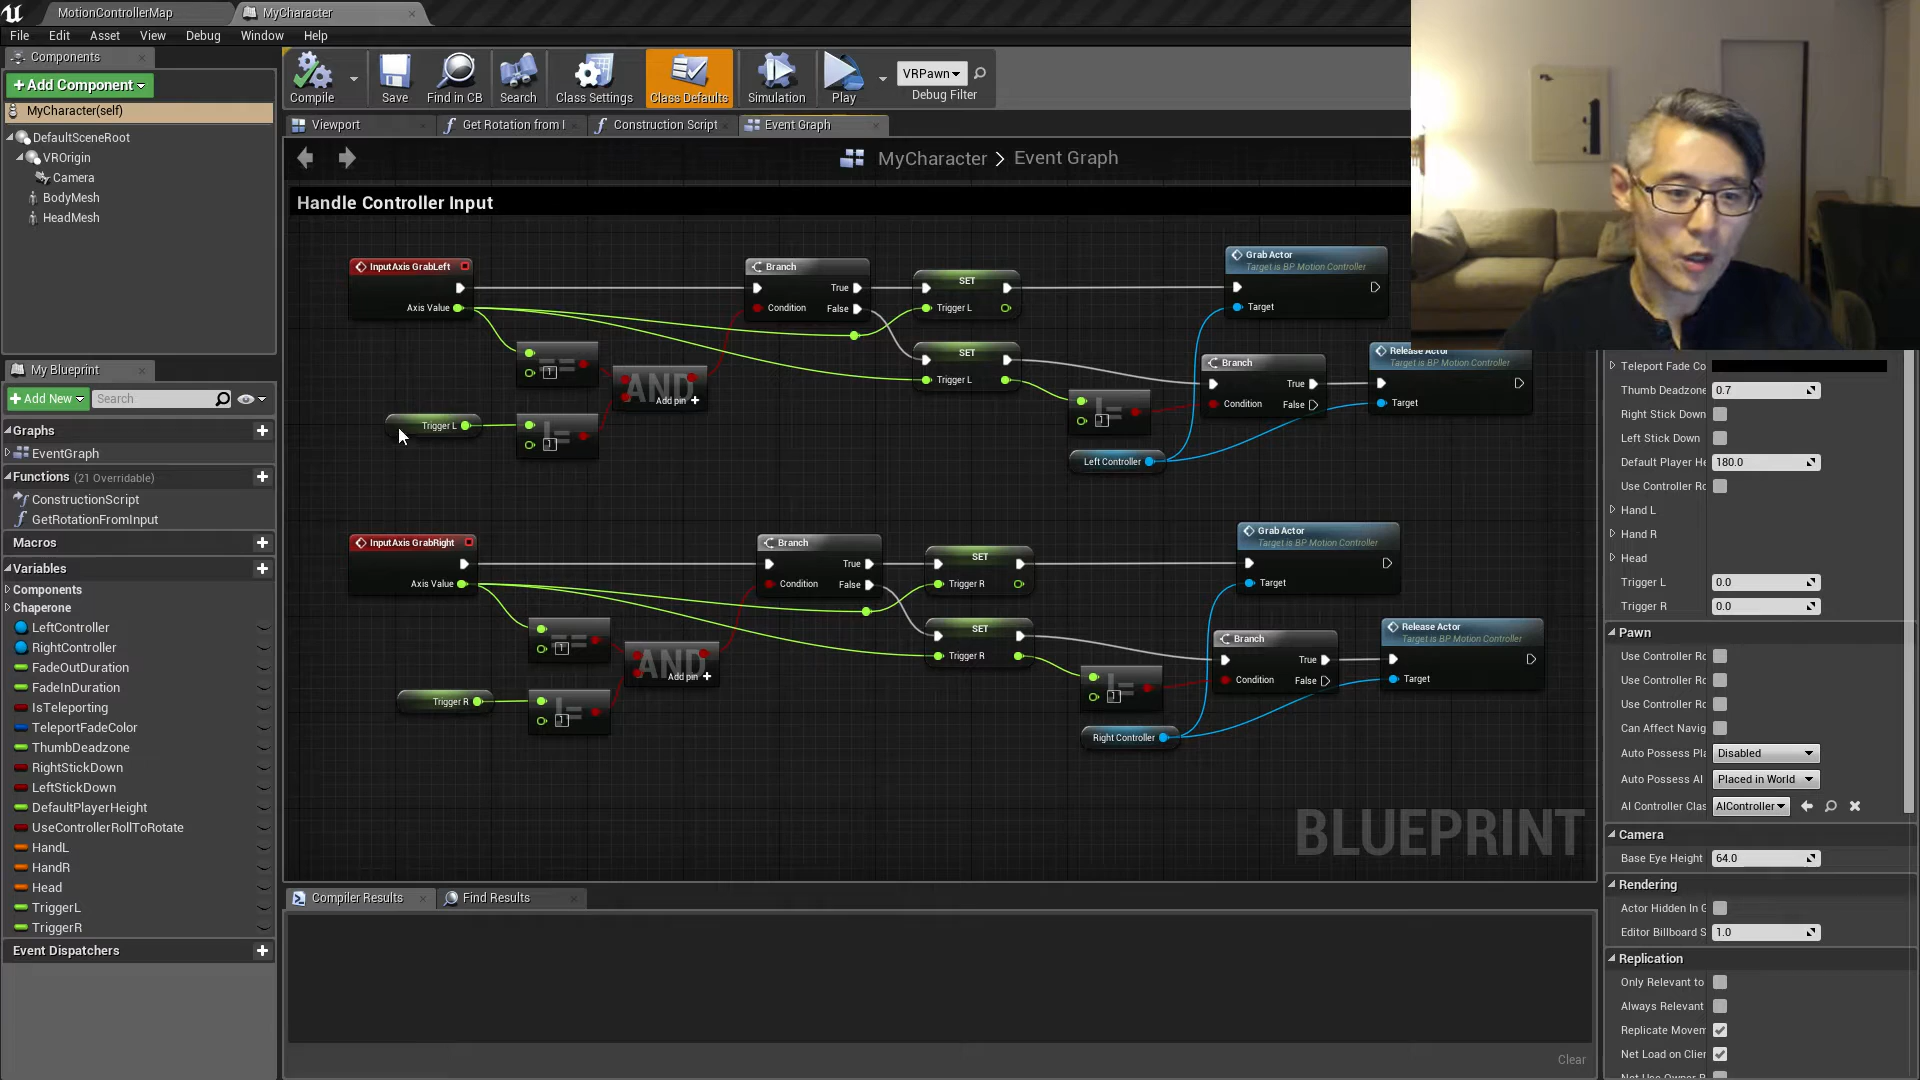 MotionControllerMap
MyCharacter
File Edit Asset View Debug Window Help
Components
Add Component
MyCharacter(self)
DefaultSceneRoot
VROrigin
Camera
BodyMesh
HeadMesh
Compile
Save
Find in CB
Search
Class Settings
Class Defaults
Simulation
Play
VRPawn
Debug Filter
Viewport
Get Rotation from I
Construction Script
Event Graph
MyCharacter > Event Graph
Handle Controller Input
InputAxis GrabLeft
Axis Value
Branch
Condition
True
False
SET
Trigger L
SET
Trigger L
Grab Actor
Target is BP Motion Controller
Target
Branch
Condition
True
False
Release Actor
Target is BP Motion Controller
Target
==
1
AND
Add pin +
Trigger L
!=
1
!=
1
Left Controller
InputAxis GrabRight
Axis Value
Branch
Condition
True
False
SET
Trigger R
SET
Trigger R
Grab Actor
Target is BP Motion Controller
Target
Branch
Condition
True
False
Release Actor
Target is BP Motion Controller
Target
==
1
AND
Add pin +
Trigger R
!=
1
!=
1
Right Controller
BLUEPRINT
My Blueprint
Add New
Search
Graphs
EventGraph
Functions (21 Overridable)
ConstructionScript
GetRotationFromInput
Macros
Variables
Components
Chaperone
LeftController
RightController
FadeOutDuration
FadeInDuration
IsTeleporting
TeleportFadeColor
ThumbDeadzone
RightStickDown
LeftStickDown
DefaultPlayerHeight
UseControllerRollToRotate
HandL
HandR
Head
TriggerL
TriggerR
Event Dispatchers
Compiler Results
Find Results
Clear
Teleport Fade Co
Thumb Deadzone 0.7
Right Stick Down
Left Stick Down
Default Player He 180.0
Use Controller Ro
Hand L
Hand R
Head
Trigger L 0.0
Trigger R 0.0
Pawn
Use Controller Ro
Use Controller Ro
Use Controller Ro
Can Affect Navig
Auto Possess Pla Disabled
Auto Possess AI Placed in World
AI Controller Clas AIController
Camera
Base Eye Height 64.0
Rendering
Actor Hidden In G
Editor Billboard S 1.0
Replication
Only Relevant to
Always Relevant
Replicate Movem
Net Load on Clien